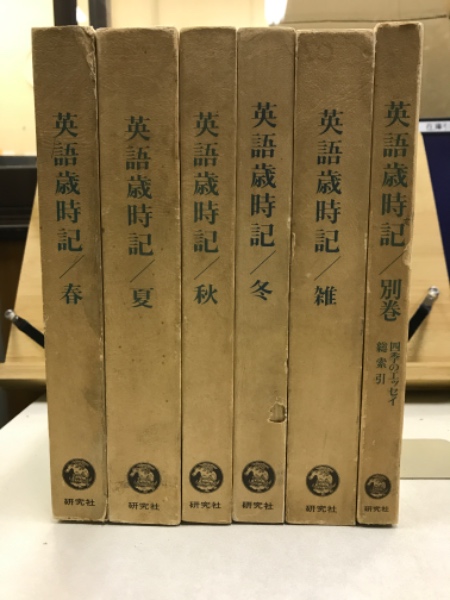 英語歳時記／春
研究社
英語歳時記／夏
研究社
英語歳時記／秋
研究社
英語歳時記／冬
研究社
英語歳時記／雑
研究社
英語歳時記／別巻
四季のエッセイ
総索引
研究社